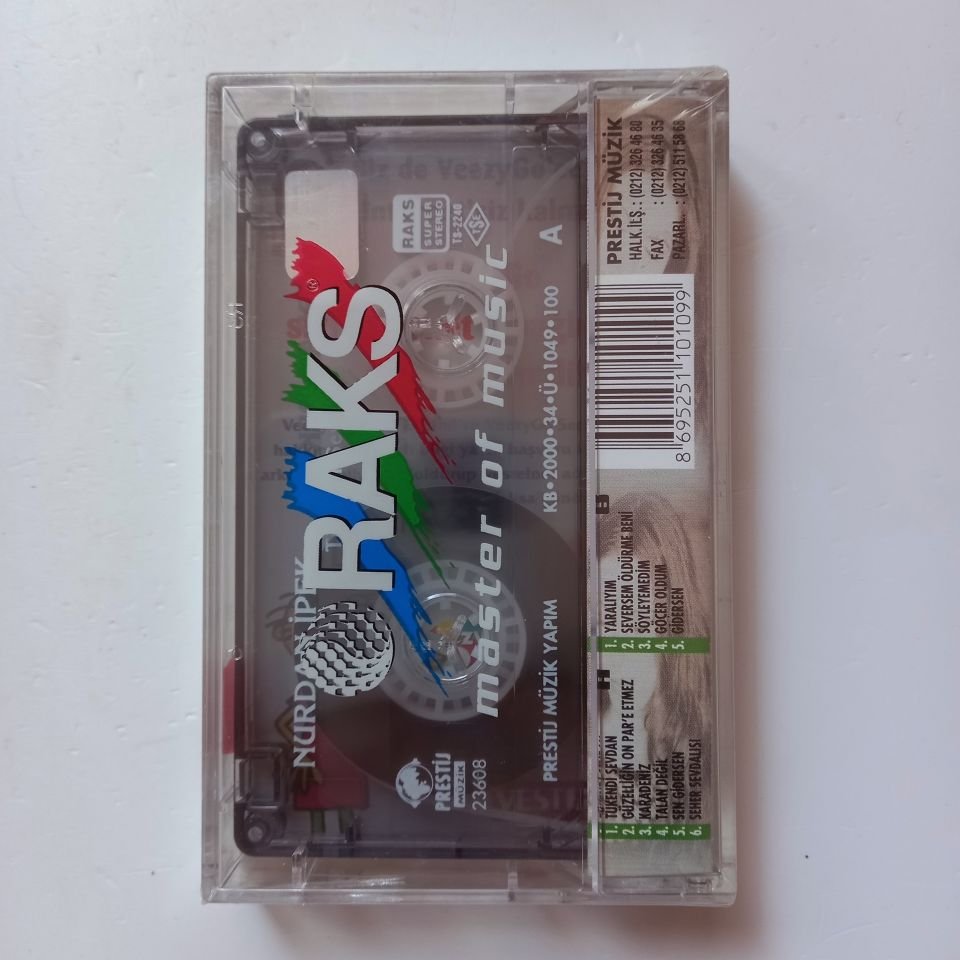 NURDAN İPEK
RAKS®
master of music
RAKS
SUPER
STEREO
TS-2240
TSE
A
PRESTİJ
MÜZİK
23608
PRESTİJ MÜZİK YAPIM
KB•2000•34•Ü•1049•100
A
1. TÜKENDİ SEVDAN
2. GÜZELLİĞİN ON PAR'E ETMEZ
3. KARADENİZ
4. TALAN DEĞİL
5. SEN GİDERSEN
6. SEHER SEVDALISI
B
1. YARALIYIM
2. SEVERSEM ÖLDÜRME BENİ
3. SÖYLEYEMEDİM
4. GÖÇER OLDUM
5. GİDERSEN
8 695251 101099
PRESTİJ MÜZİK
HALK.İLŞ. : (0212) 326 46 80
FAX : (0212) 326 46 35
PAZARL. : (0212) 511 58 68